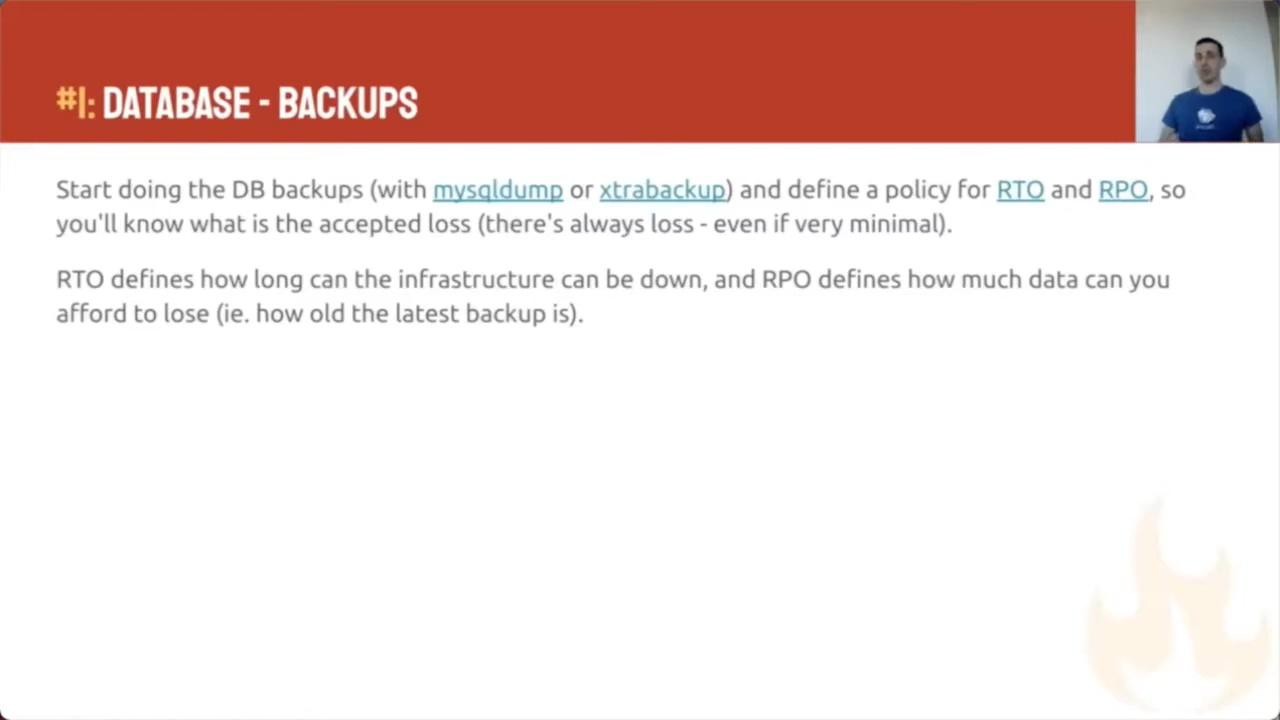 #1: DATABASE - BACKUPS
Start doing the DB backups (with mysqldump or xtrabackup) and define a policy for RTO and RPO, so
you'll know what is the accepted loss (there's always loss - even if very minimal).
RTO defines how long can the infrastructure can be down, and RPO defines how much data can you
afford to lose (ie. how old the latest backup is).